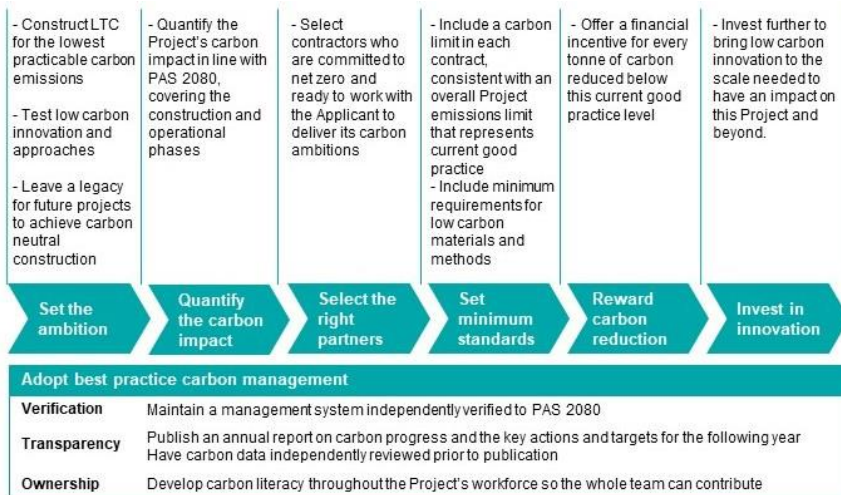 - Construct LTC
for the lowest
practicable carbon
emissions
- Test low carbon
innovation and
approaches
- Leave a legacy
for future projects
to achieve carbon
neutral
construction
- Quantify the
Project's carbon
impact in line with
PAS 2080,
covering the
construction and
operational
phases
- Select
contractors who
are committed to
net zero and
ready to work with
the Applicant to
deliver its carbon
ambitions
- Include a carbon
limit in each
contract,
consistent with an
overall Project
emissions limit
that represents
current good
practice
- Include minimum
requirements for
low carbon
materials and
methods
- Offer a financial
incentive for every
tonne of carbon
reduced below
this current good
practice level
- Invest further to
bring low carbon
innovation to the
scale needed to
have an impact on
this Project and
beyond.
Set the
ambition
Quantify
the carbon
impact
Select the
right
partners
Set
minimum
standards
Reward
carbon
reduction
Invest in
innovation
Adopt best practice carbon management
Verification Maintain a management system independently verified to PAS 2080
Transparency Publish an annual report on carbon progress and the key actions and targets for the following year
Have carbon data independently reviewed prior to publication
Ownership Develop carbon literacy throughout the Project's workforce so the whole team can contribute